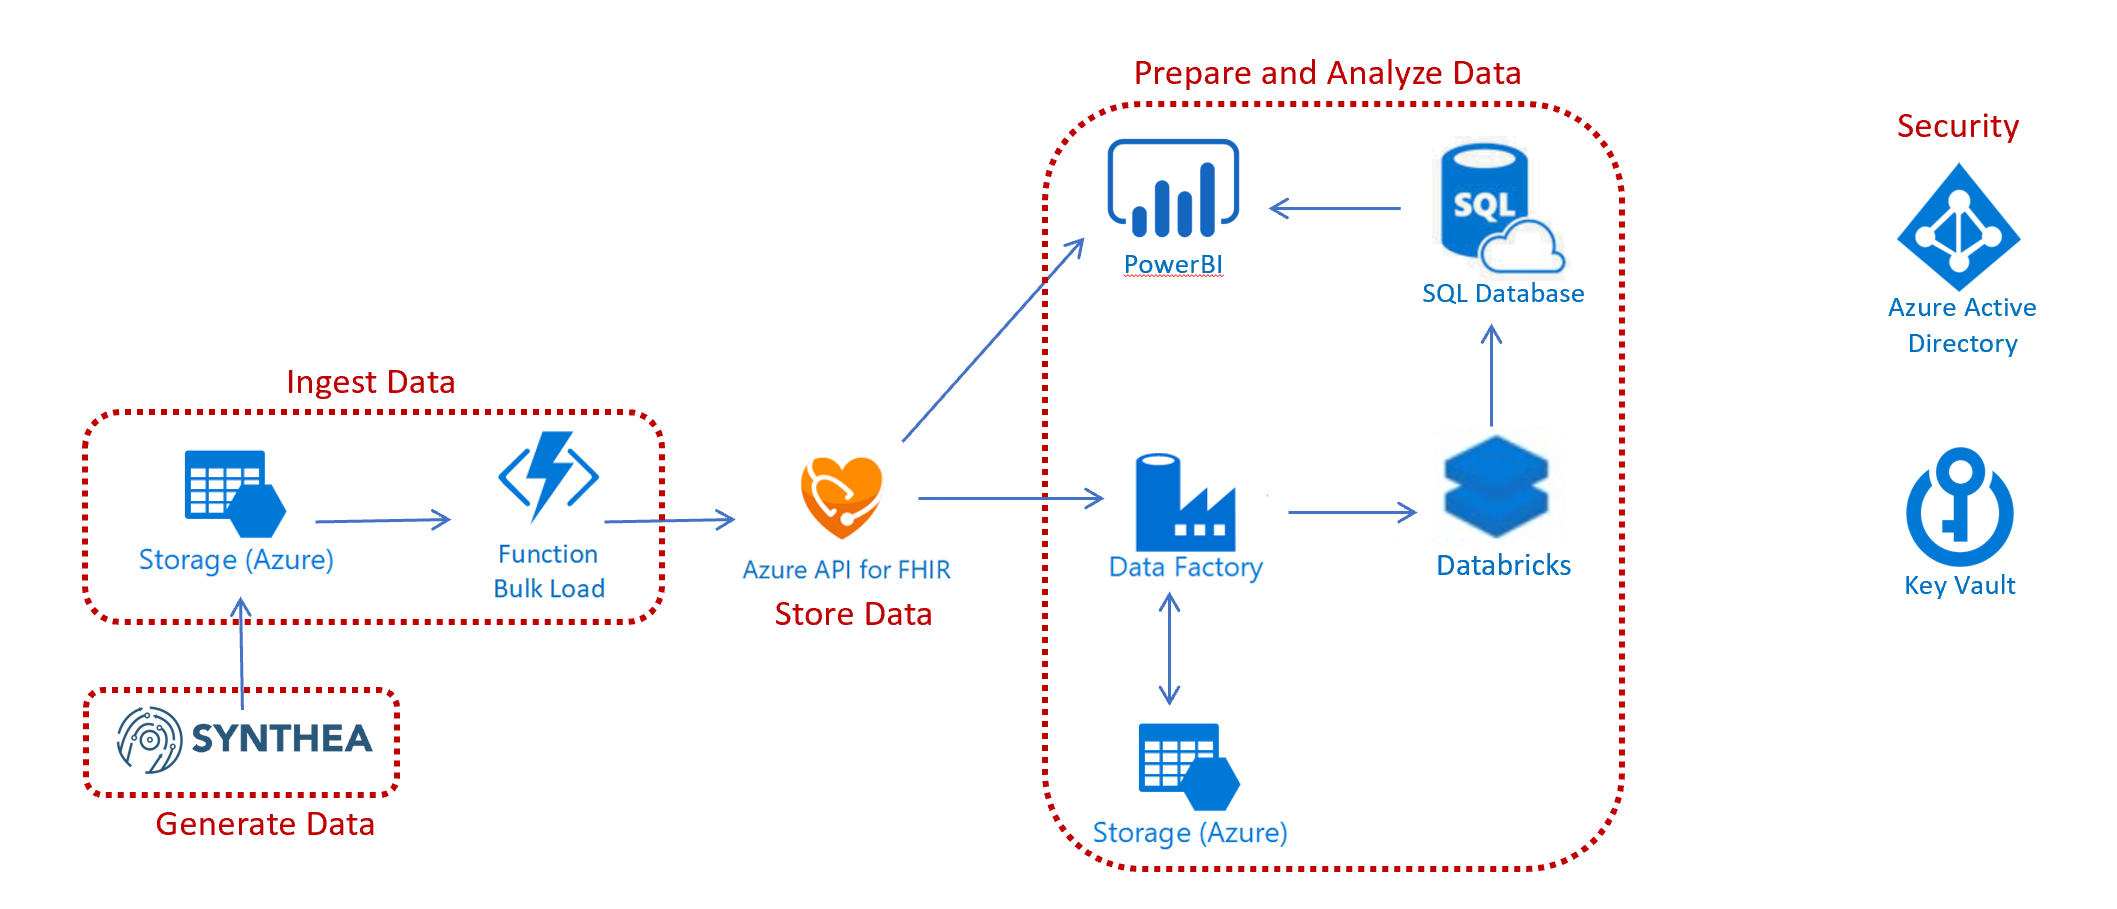 Prepare and Analyze Data
Security
SQL
PowerBI
SQL Database
Azure Active
Directory
Ingest Data
Storage (Azure)
Function
Bulk Load
Azure API for FHIR
Store Data
Data Factory
Databricks
Key Vault
SYNTHEA
Generate Data
Storage (Azure)